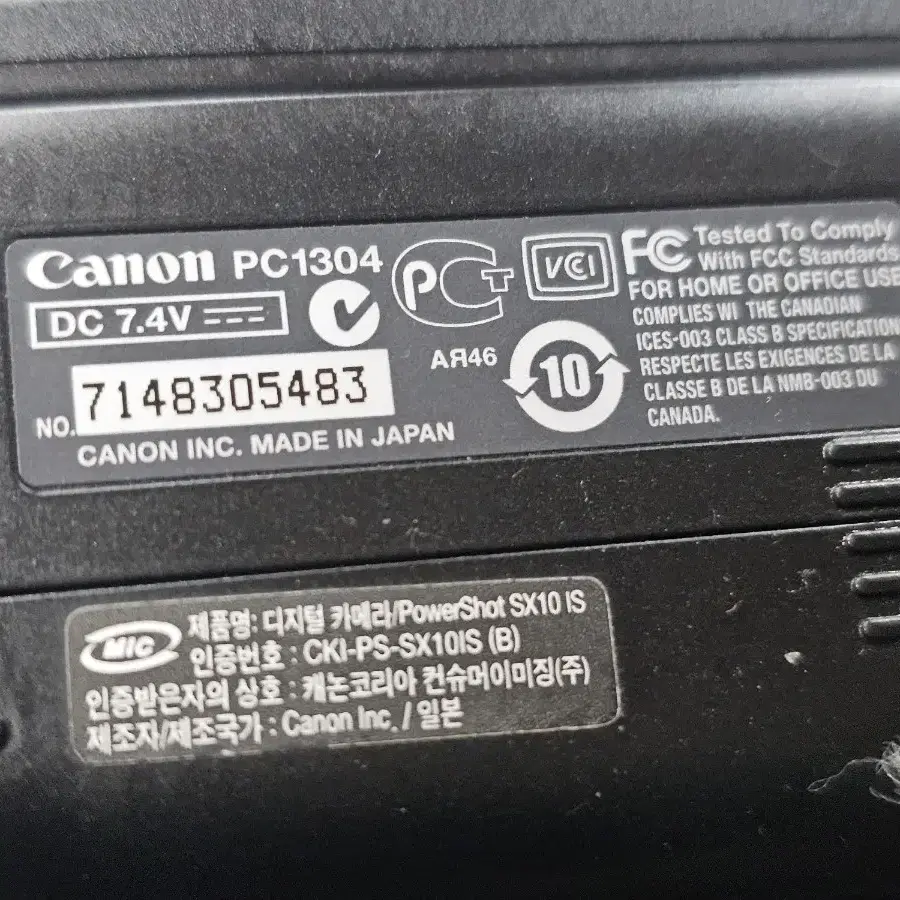 Canon PC1304
DC 7.4V
NO. 7148305483
CANON INC. MADE IN JAPAN
PCT
АЯ46
VCCI
10
FC Tested To Comply
With FCC Standards
FOR HOME OR OFFICE USE
COMPLIES WI THE CANADIAN
ICES-003 CLASS B SPECIFICATION
RESPECTE LES EXIGENCES DE LA
CLASSE B DE LA NMB-003 DU
CANADA.
MIC
제품명: 디지털 카메라/PowerShot SX10 IS
인증번호 : CKI-PS-SX10IS (B)
인증받은자의 상호 : 캐논코리아 컨슈머이미징(주)
제조자/제조국가 : Canon Inc. / 일본